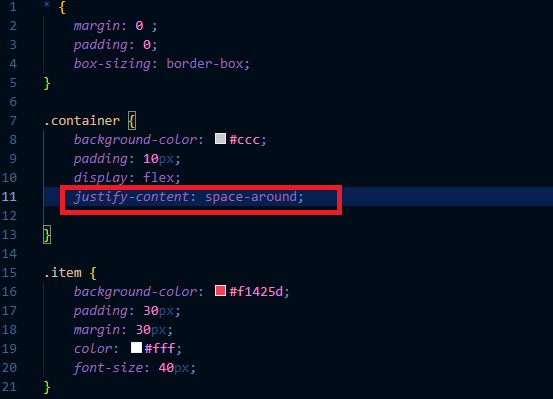 1 * {
2 margin: 0 ;
3 padding: 0;
4 box-sizing: border-box;
5 }
6
7 .container {
8 background-color: #ccc;
9 padding: 10px;
10 display: flex;
11 justify-content: space-around;
12
13 }
14
15 .item {
16 background-color: #f1425d;
17 padding: 30px;
18 margin: 30px;
19 color: #fff;
20 font-size: 40px;
21 }